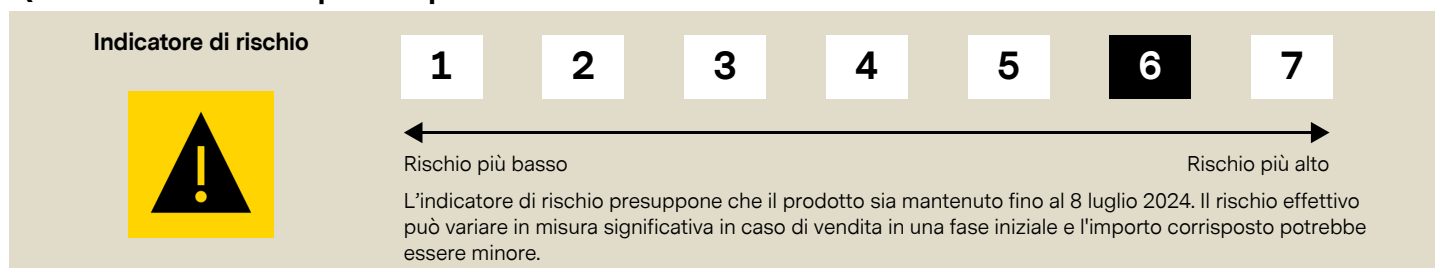 Indicatore di rischio
1 2 3 4 5 6 7
Rischio più basso Rischio più alto
L'indicatore di rischio presuppone che il prodotto sia mantenuto fino al 8 luglio 2024. Il rischio effettivo
può variare in misura significativa in caso di vendita in una fase iniziale e l'importo corrisposto potrebbe
essere minore.